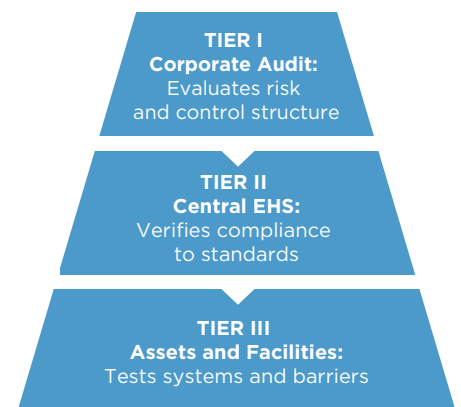 TIER I
Corporate Audit:
Evaluates risk
and control structure
TIER II
Central EHS:
Verifies compliance
to standards
TIER III
Assets and Facilities:
Tests systems and barriers